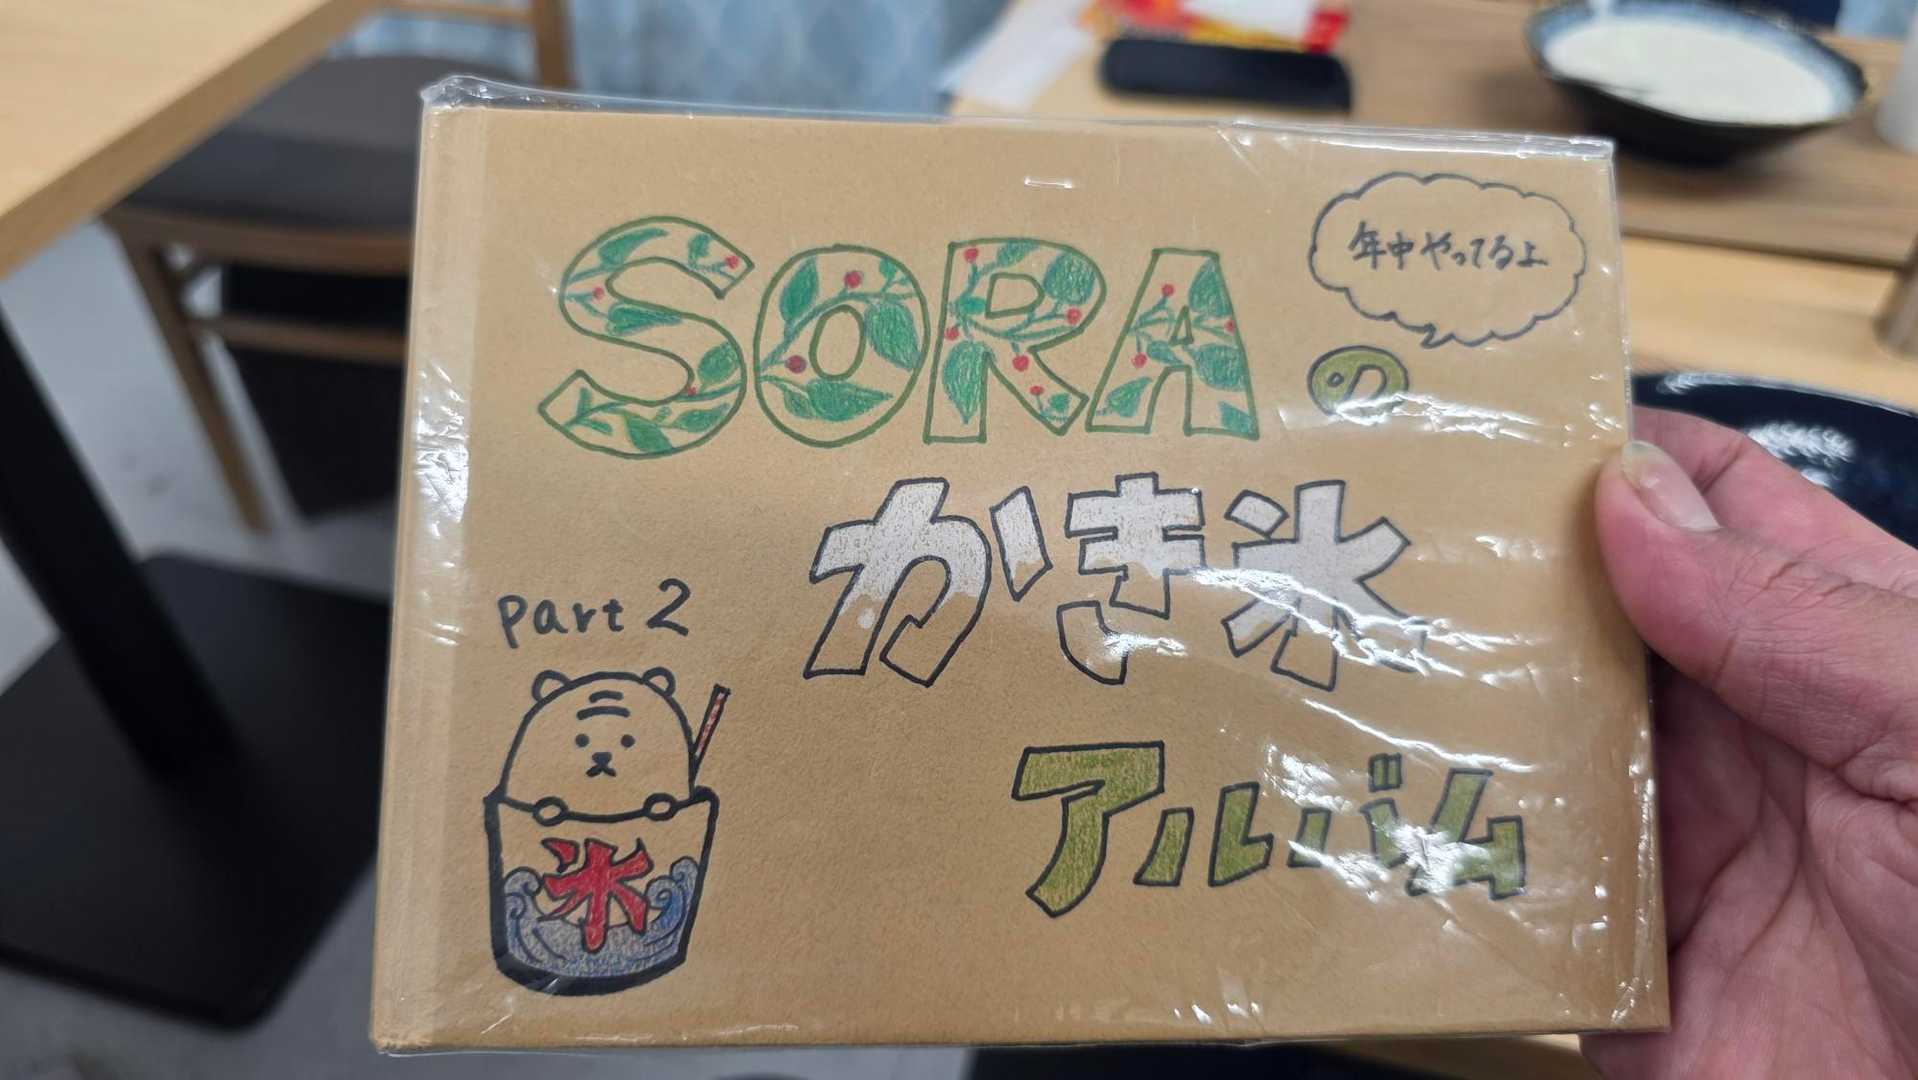 SORAの
年中やってるよ
かき氷
part 2
アルバム
氷